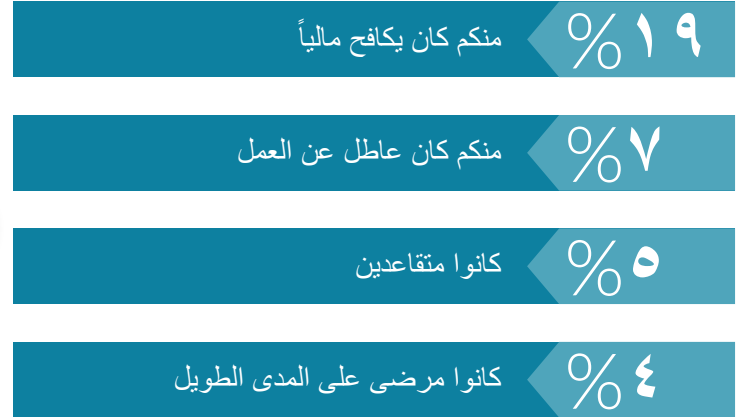 %١٩ منكم كان يكافح مالياً
%٧ منكم كان عاطل عن العمل
%٥ كانوا متقاعدين
%٤ كانوا مرضى على المدى الطويل